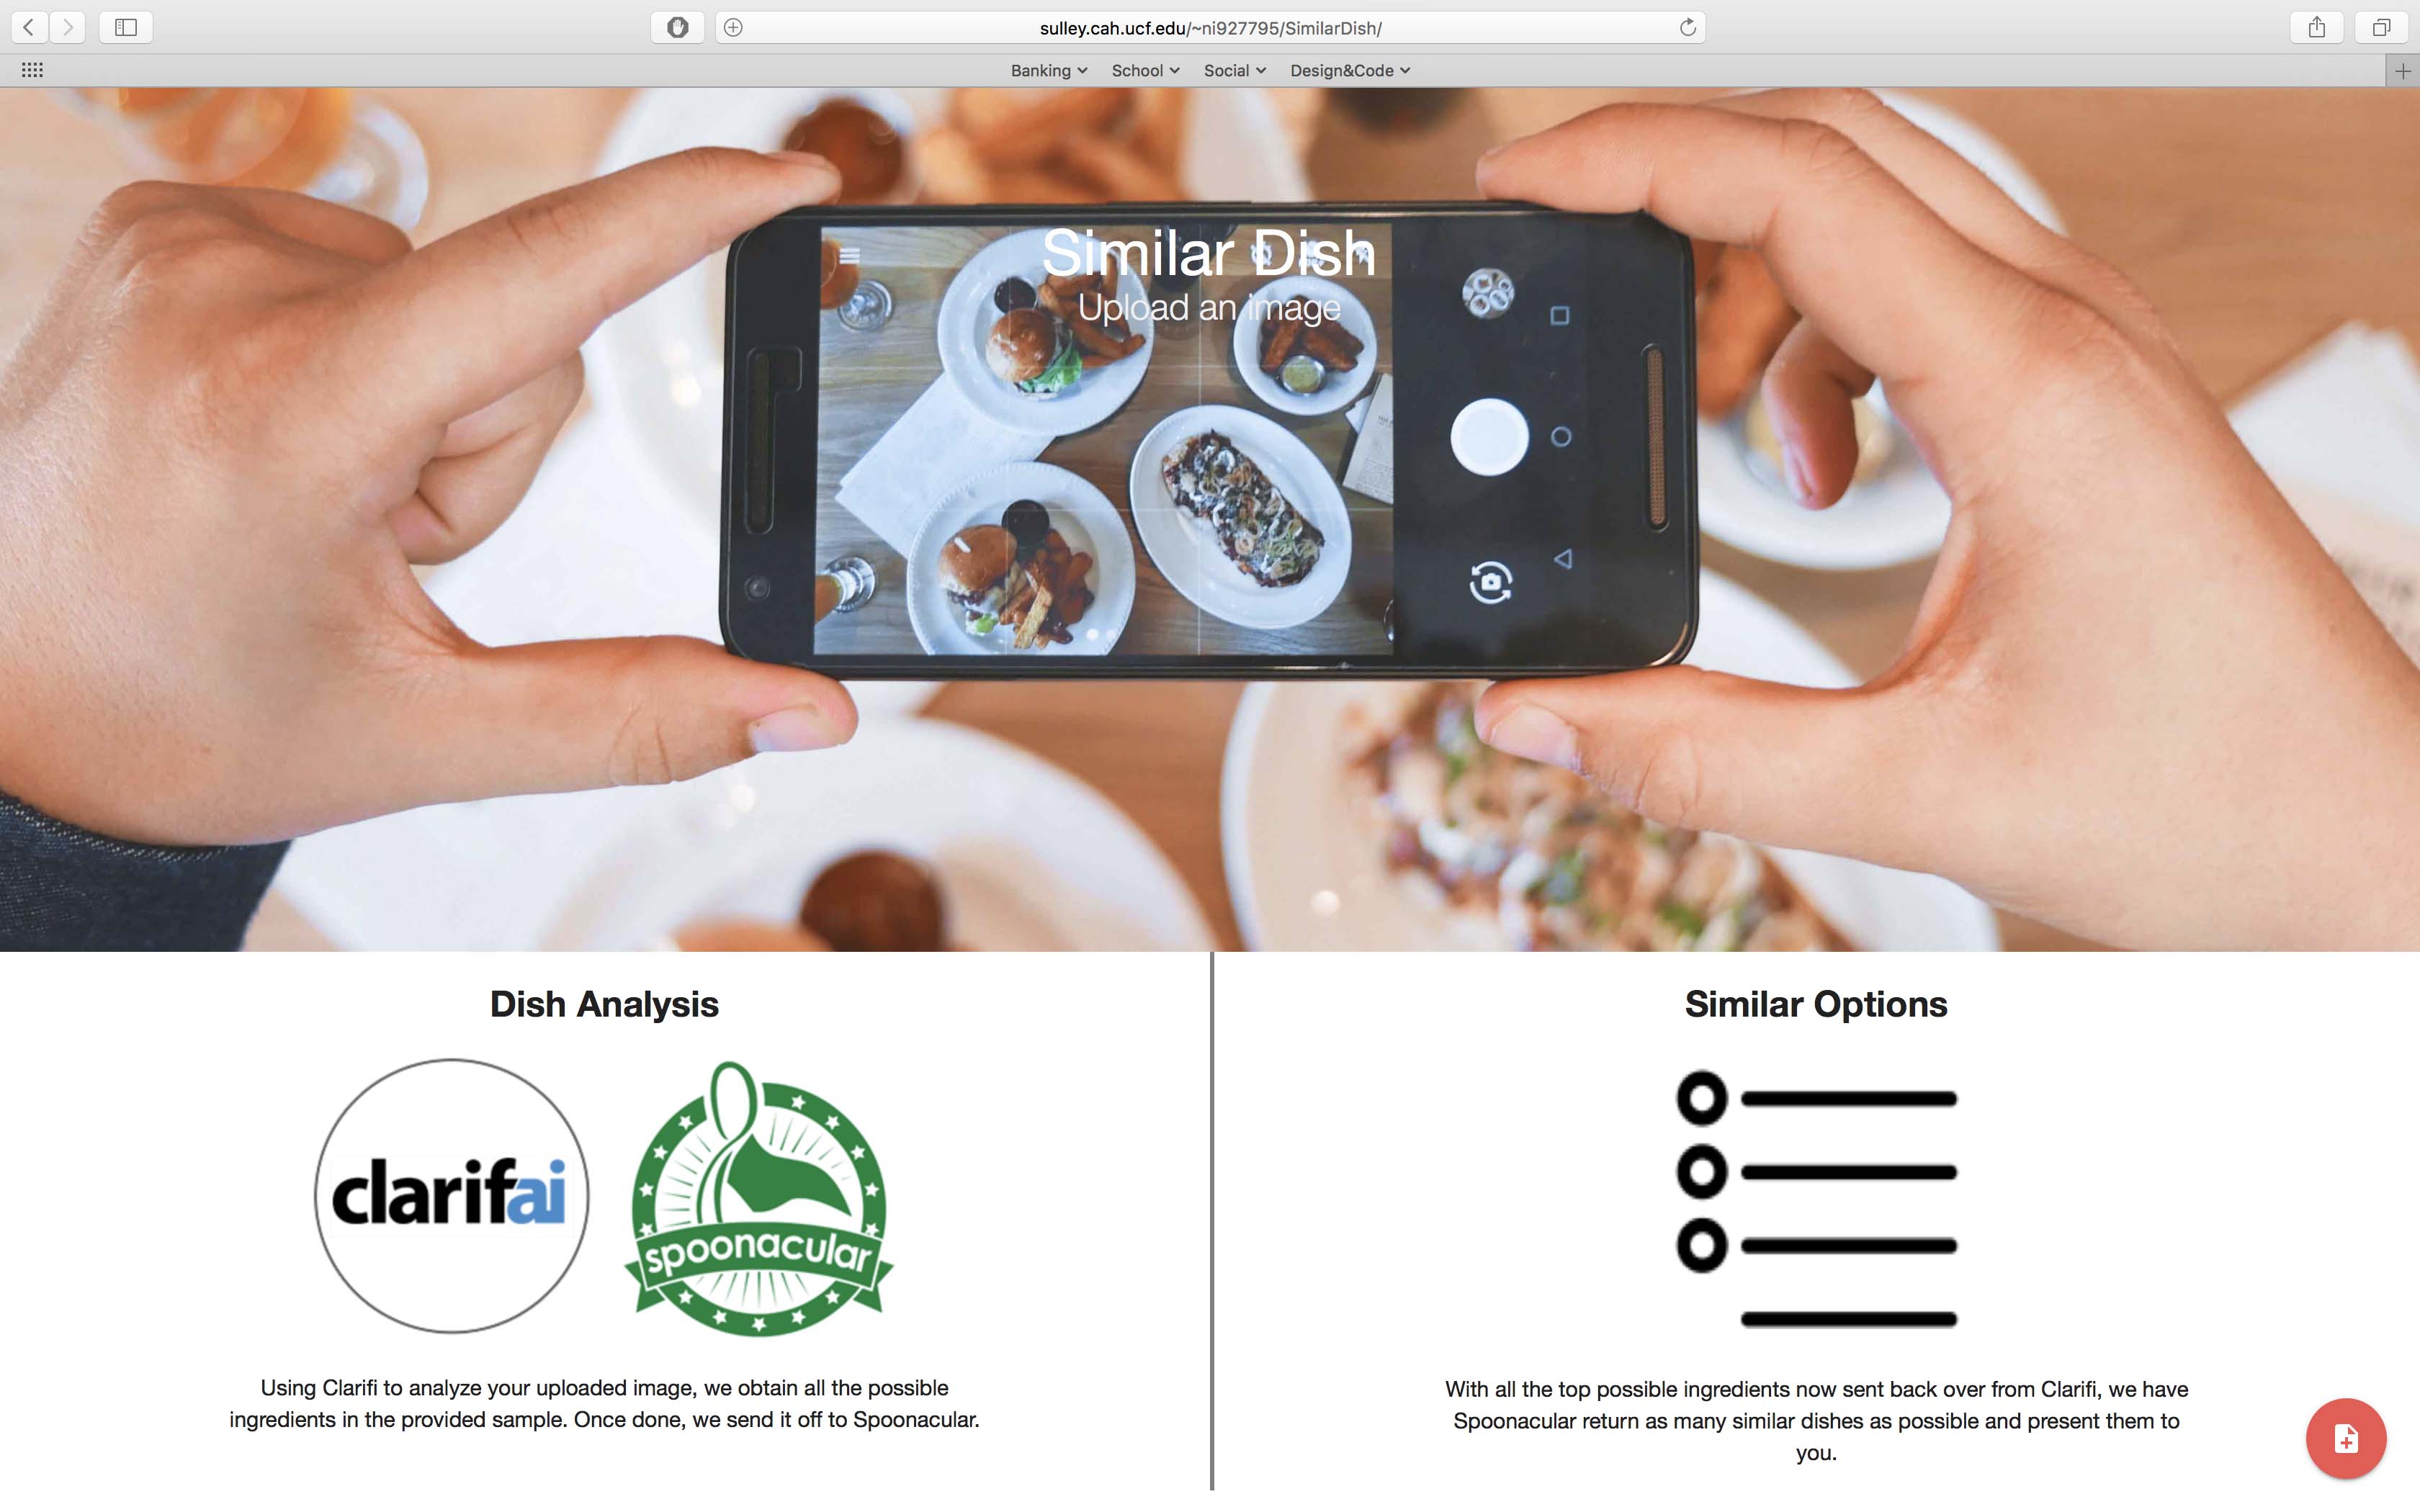 sulley.cah.ucf.edu/~ni927795/SimilarDish/
Banking School Social Design&Code
Similar Dish
Upload an image
Dish Analysis
clarifai
spoonacular
Using Clarifi to analyze your uploaded image, we obtain all the possible
ingredients in the provided sample. Once done, we send it off to Spoonacular.
Similar Options
With all the top possible ingredients now sent back over from Clarifi, we have
Spoonacular return as many similar dishes as possible and present them to
you.